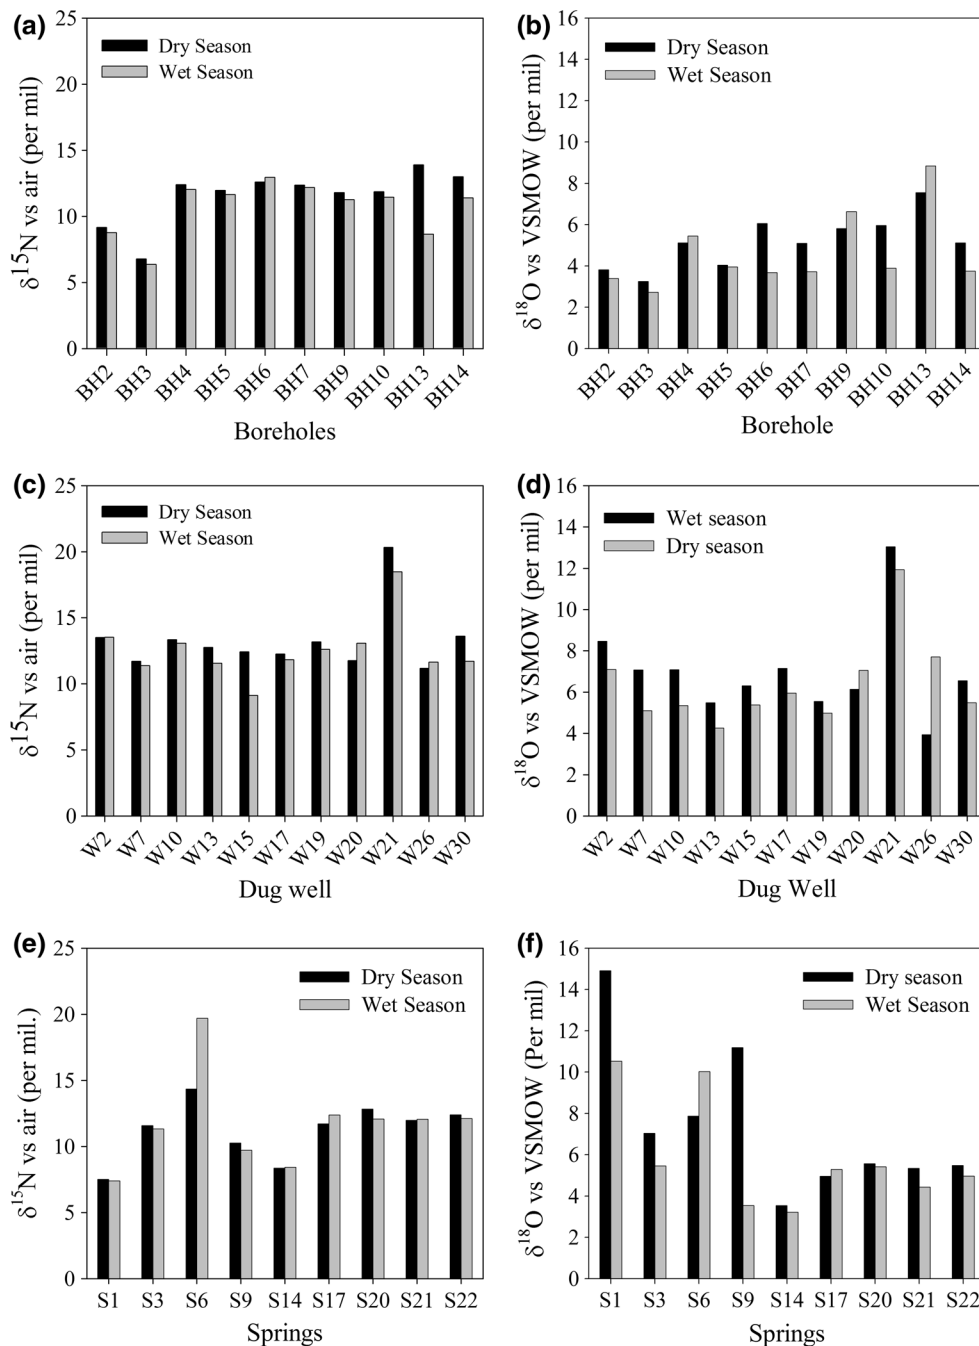 (a)
25
20
15
10
5
0
δ15N vs air (per mil)
Dry Season
Wet Season
BH2 BH3 BH4 BH5 BH6 BH7 BH9 BH10 BH13 BH14
Boreholes
(b)
16
14
12
10
8
6
4
2
0
δ18O vs VSMOW (per mil)
Dry Season
Wet Season
BH2 BH3 BH4 BH5 BH6 BH7 BH9 BH10 BH13 BH14
Borehole
(c)
25
20
15
10
5
0
δ15N vs air (per mil)
Dry Season
Wet Season
W2 W7 W10 W13 W15 W17 W19 W20 W21 W26 W30
Dug well
(d)
16
14
12
10
8
6
4
2
0
δ18O vs VSMOW (per mil)
Wet season
Dry season
W2 W7 W10 W13 W15 W17 W19 W20 W21 W26 W30
Dug Well
(e)
25
20
15
10
5
0
δ15N vs air (per mil.)
Dry Season
Wet Season
S1 S3 S6 S9 S14 S17 S20 S21 S22
Springs
(f)
16
14
12
10
8
6
4
2
0
δ18O vs VSMOW (Per mil)
Dry season
Wet Season
S1 S3 S6 S9 S14 S17 S20 S21 S22
Springs